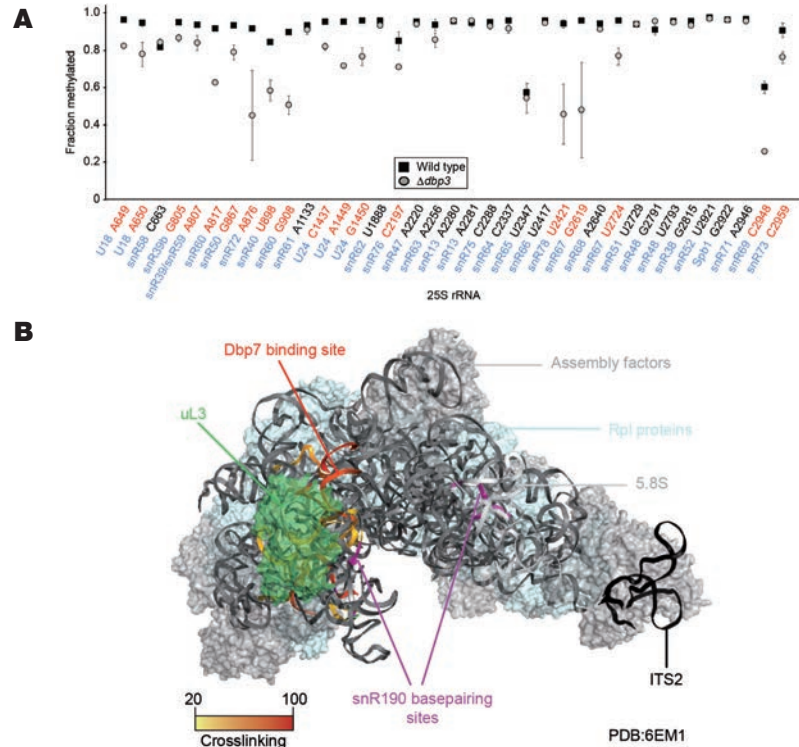 A
Fraction methylated
1.0
0.8
0.6
0.4
0.2
0
Wild type
Δdbp3
U18 A649
U18 A650
snR58 C663
snR39b G805
snR39/snR59 A807
snR60 A817
snR50 G867
snR72 A876
snR40 U898
snR60 G908
snR61 A1133
U24 C1437
U24 A1449
U24 G1450
snR62 U1888
snR76 C2197
snR47 A2220
snR63 A2256
snR13 A2280
snR13 A2281
snR75 C2288
snR64 C2337
snR65 U2347
snR66 U2417
snR78 U2421
snR67 G2619
snR68 A2640
snR67 U2724
snR51 U2729
snR48 G2791
snR48 U2793
snR38 G2815
snR52 U2921
Spb1 G2922
snR71 A2946
snR69 C2948
snR73 C2959
25S rRNA
B
Dbp7 binding site
Assembly factors
uL3
Rpl proteins
5.8S
ITS2
snR190 basepairing
sites
20 100
Crosslinking
PDB:6EM1